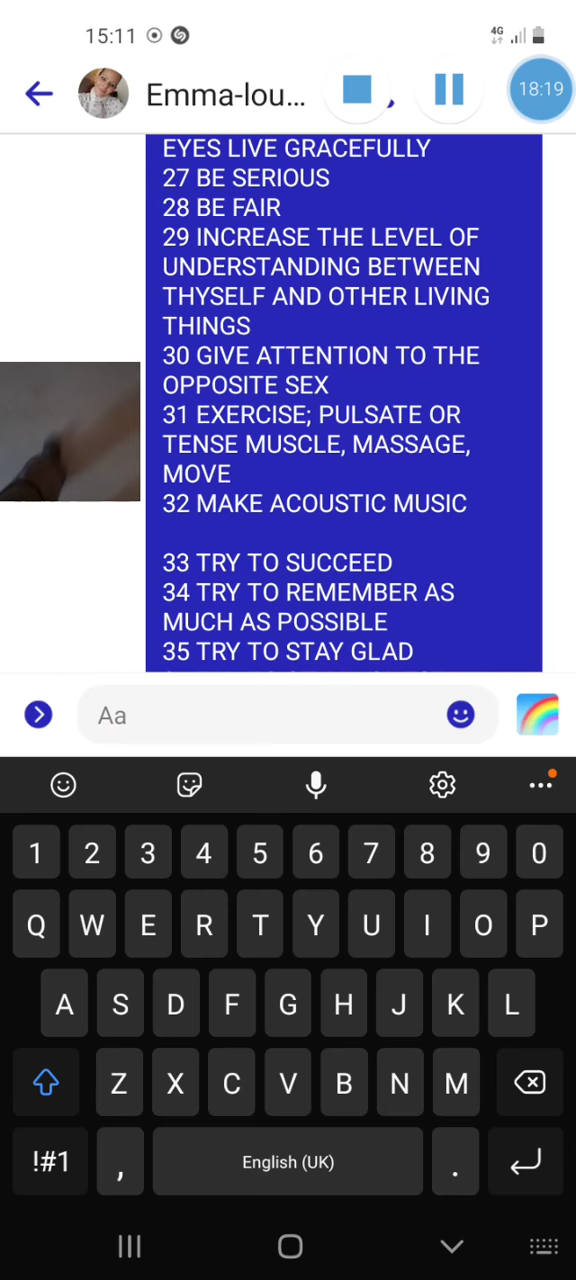 15:11
4G
Emma-lou...
18:19
EYES LIVE GRACEFULLY
27 BE SERIOUS
28 BE FAIR
29 INCREASE THE LEVEL OF
UNDERSTANDING BETWEEN
THYSELF AND OTHER LIVING
THINGS
30 GIVE ATTENTION TO THE
OPPOSITE SEX
31 EXERCISE; PULSATE OR
TENSE MUSCLE, MASSAGE,
MOVE
32 MAKE ACOUSTIC MUSIC
33 TRY TO SUCCEED
34 TRY TO REMEMBER AS
MUCH AS POSSIBLE
35 TRY TO STAY GLAD
Aa
1 2 3 4 5 6 7 8 9 0
Q W E R T Y U I O P
A S D F G H J K L
Z X C V B N M
!#1 , English (UK) .